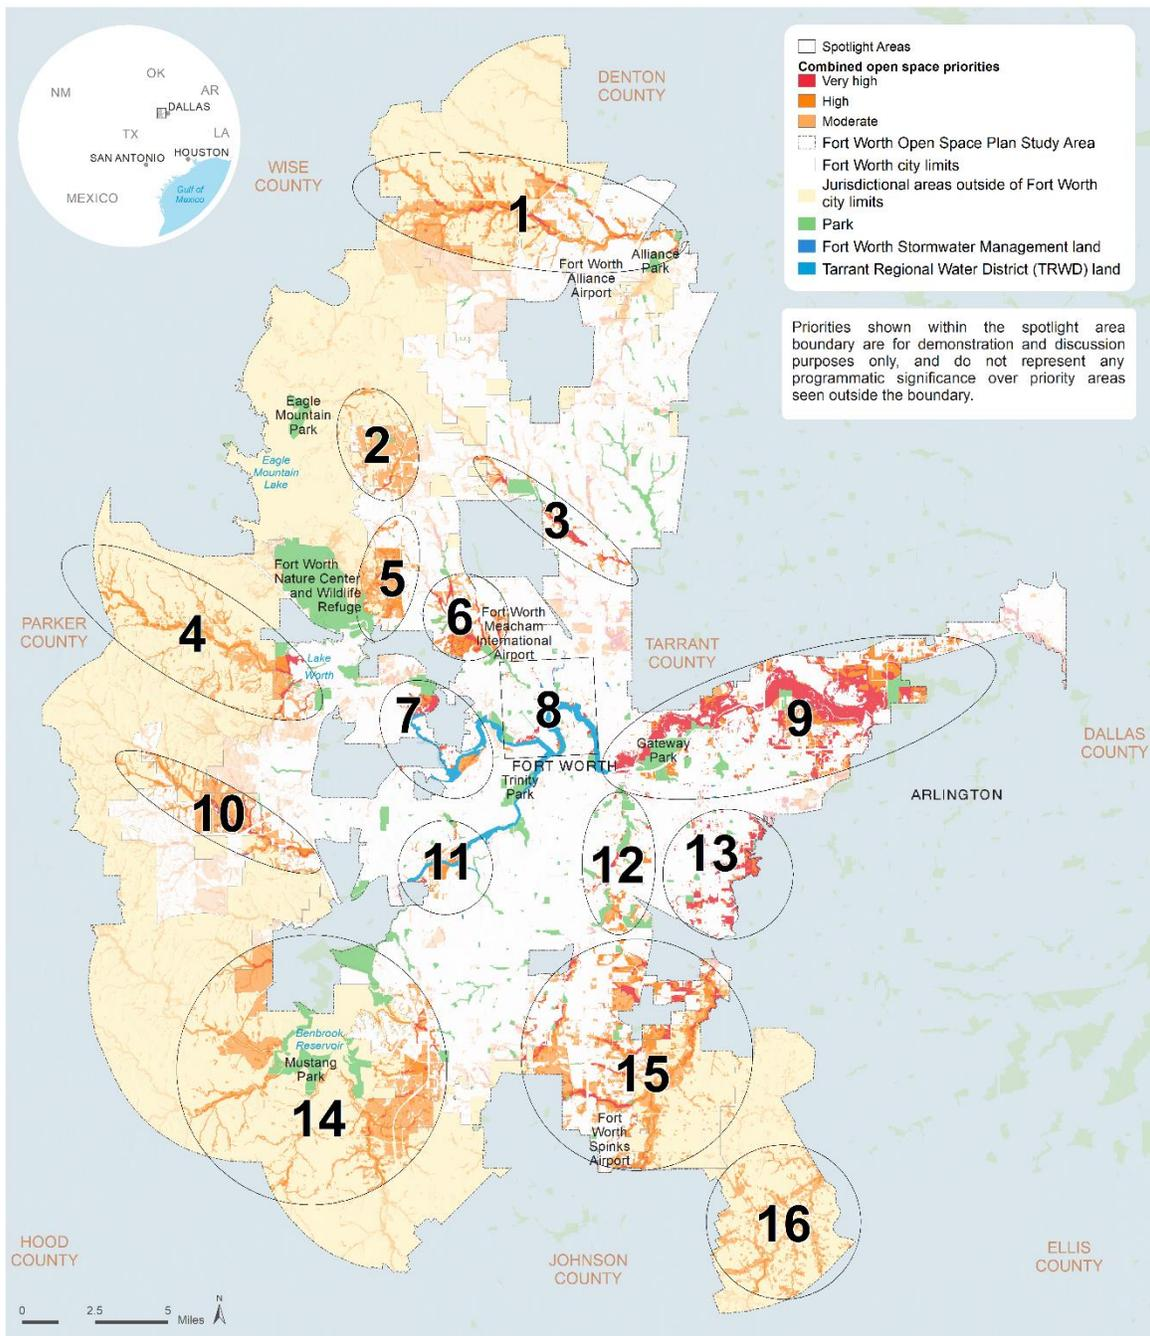 OK
NM
AR
DALLAS
TX
LA
SAN ANTONIO
HOUSTON
MEXICO
Gulf of
Mexico
DENTON
COUNTY
WISE
COUNTY
Spotlight Areas
Combined open space priorities
Very high
High
Moderate
Fort Worth Open Space Plan Study Area
Fort Worth city limits
Jurisdictional areas outside of Fort Worth
city limits
Park
Fort Worth Stormwater Management land
Tarrant Regional Water District (TRWD) land
Priorities shown within the spotlight area
boundary are for demonstration and discussion
purposes only, and do not represent any
programmatic significance over priority areas
seen outside the boundary.
1
Alliance
Park
Fort Worth
Alliance
Airport
Eagle
Mountain
Park
2
Eagle
Mountain
Lake
3
Fort Worth
Nature Center
and Wildlife
Refuge
5
6
Fort Worth
Meacham
International
Airport
PARKER
COUNTY
4
Lake
Worth
TARRANT
COUNTY
7
8
9
Gateway
Park
FORT WORTH
Trinity
Park
DALLAS
COUNTY
ARLINGTON
10
11
12
13
Benbrook
Reservoir
Mustang
Park
14
15
Fort
Worth
Spinks
Airport
16
HOOD
COUNTY
JOHNSON
COUNTY
ELLIS
COUNTY
0 2.5 5
Miles
N